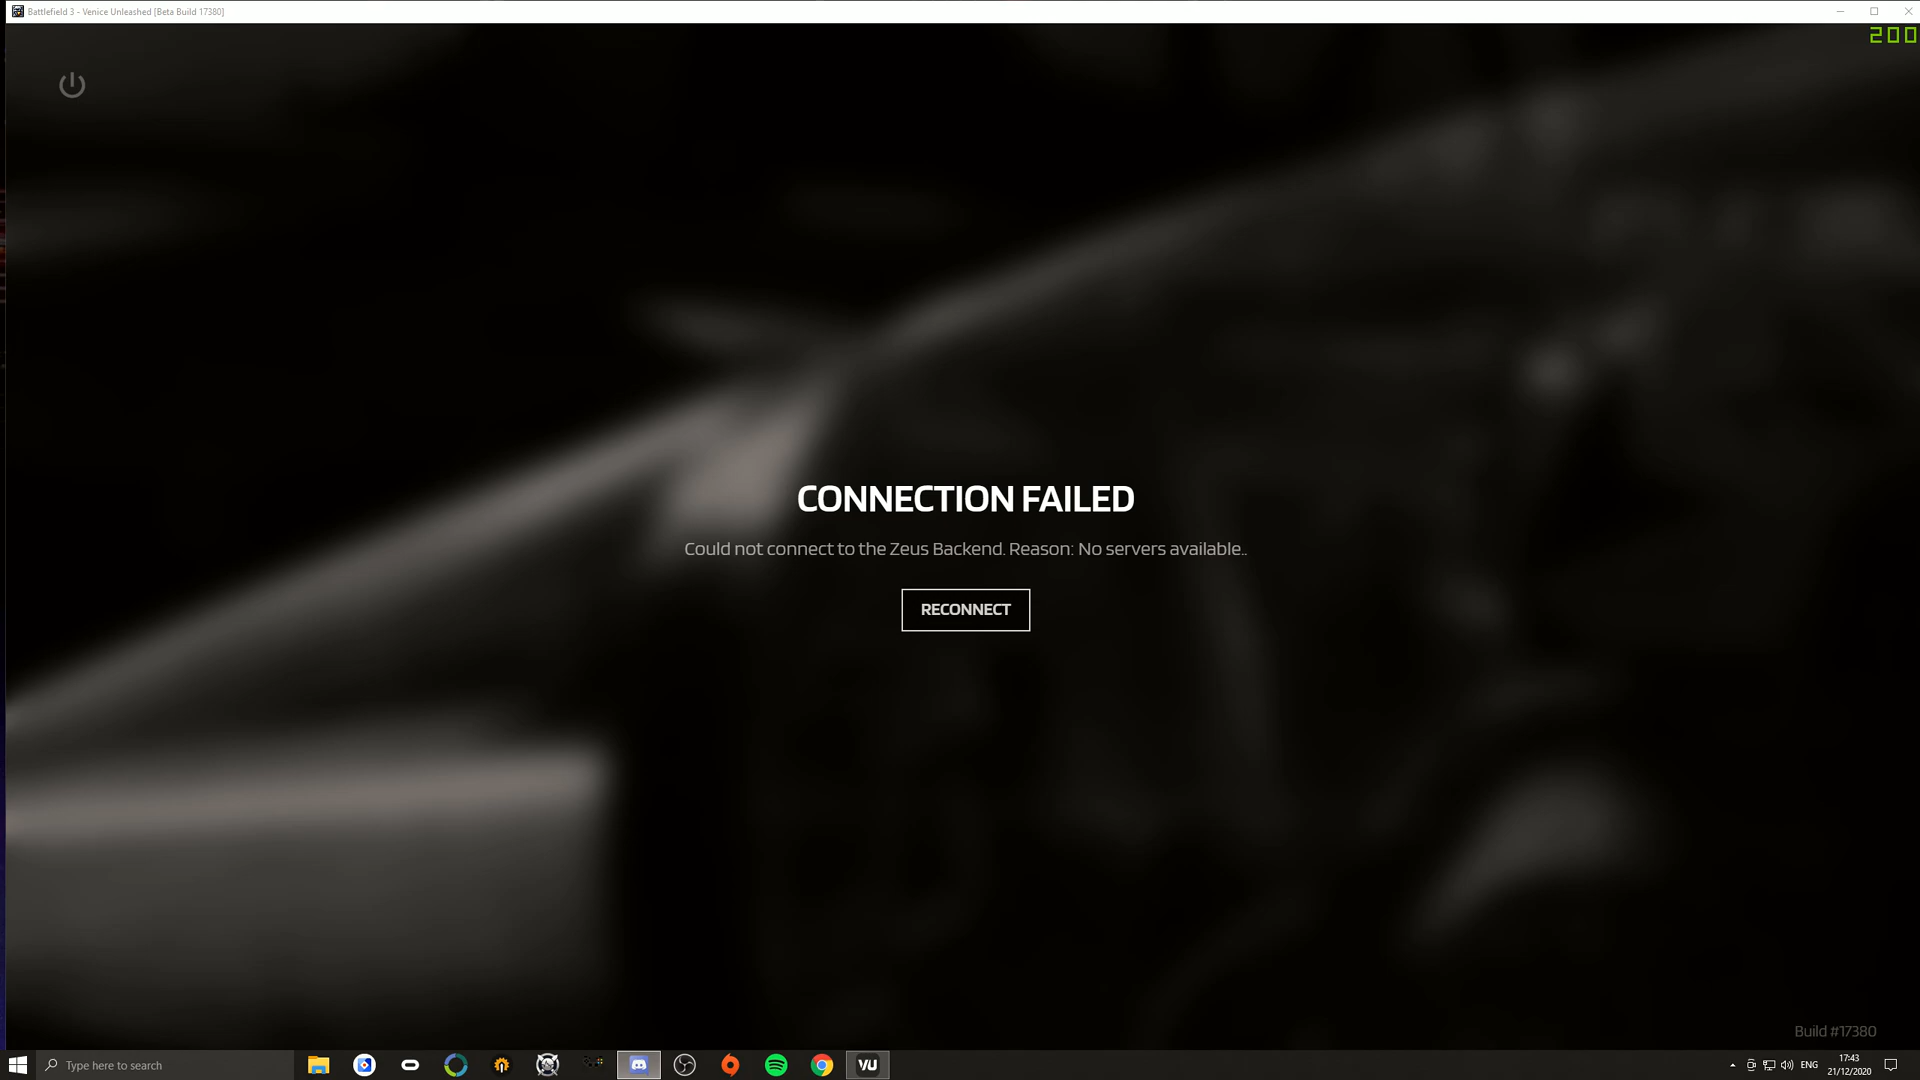 Battlefield 3 - Venice Unleashed [Beta Build 17380]
200
CONNECTION FAILED
Could not connect to the Zeus Backend. Reason: No servers available..
RECONNECT
Build #17380
Type here to search
VU
ENG
17:43
21/12/2020